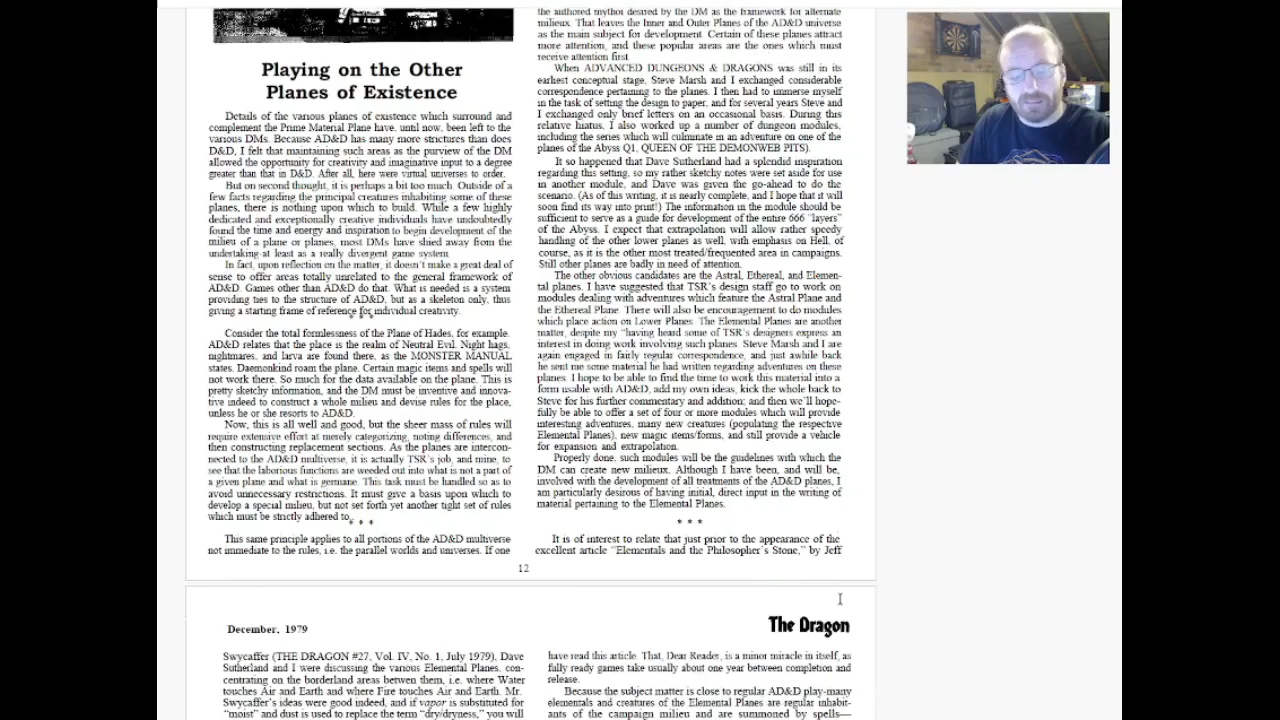 the authored mythoi desired by the DM as the framework for alternate
milieux. That leaves the Inner and Outer Planes of the AD&D universe
as the main subject for development. Certain of these planes attract
more attention, and these popular areas are the ones which must
receive attention first.
Playing on the Other
Planes of Existence
Details of the various planes of existence which surround and
complement the Prime Material Plane have, until now, been left to the
various DMs. Because AD&D has many more strictures than does
D&D, I felt that maintaining such areas as the purview of the DM
allowed the opportunity for creativity and imaginative input to a degree
greater than that in D&D. After all, here were virtual universes to order.
But on second thought, it is perhaps a bit too much. Outside of a
few facts regarding the principal creatures inhabiting some of these
planes, there is nothing upon which to build. While a few highly
dedicated and exceptionally creative individuals have undoubtedly
found the time and energy and inspiration to begin development of the
milieu of a plane or planes, most DMs have shied away from the
undertaking at least as a really divergent game system.
In fact, upon reflection on the matter, it doesn't make a great deal of
sense to offer areas totally unrelated to the general framework of
AD&D. Games other than AD&D do that. What is needed is a system
providing ties to the structure of AD&D, but as a skeleton only, thus
giving a starting frame of reference for individual creativity.
* * *
Consider the total formlessness of the Plane of Hades, for example.
AD&D relates that the place is the realm of Neutral Evil. Night hags,
nightmares, and larva are found there, as the MONSTER MANUAL
states. Daemonkind roam the plane. Certain magic items and spells will
not work there. So much for the data available on the plane. This is
pretty sketchy information, and the DM must be inventive and innova-
tive indeed to construct a whole milieu and devise rules for the place,
unless he or she resorts to AD&D.
Now, this is all well and good, but the sheer mass of rules will
require extensive effort at merely categorizing, noting differences, and
then constructing replacement sections. As the planes are intercon-
nected to the AD&D multiverse, it is actually TSR's job, and mine, to
see that the laborious functions are weeded out into what is not a part of
a given plane and what is germane. This task must be handled so as to
avoid unnecessary restrictions. It must give a basis upon which to
develop a special milieu, but not set forth yet another tight set of rules
which must be strictly adhered to.
* * *
This same principle applies to all portions of the AD&D multiverse
not immediate to the rules, i.e. the parallel worlds and universes. If one
When ADVANCED DUNGEONS & DRAGONS was still in its
earliest conceptual stage, Steve Marsh and I exchanged considerable
correspondence pertaining to the planes. I then had to immerse myself
in the task of setting the design to paper, and for several years Steve and
I exchanged only brief letters on an occasional basis. During this
relative hiatus, I also worked up a number of dungeon modules,
including the series which will culminate in an adventure on one of the
planes of the Abyss Q1, QUEEN OF THE DEMONWEB PITS).
It so happened that Dave Sutherland had a splendid inspiration
regarding this setting, so my rather sketchy notes were set aside for use
in another module, and Dave was given the go-ahead to do the
scenario. (As of this writing, it is nearly complete, and I hope that it will
soon find its way into print!) The information in the module should be
sufficient to serve as a guide for development of the entire 666 "layers"
of the Abyss. I expect that extrapolation will allow rather speedy
handling of the other lower planes as well, with emphasis on Hell, of
course, as it is the other most treated/frequented area in campaigns.
Still other planes are badly in need of attention.
The other obvious candidates are the Astral, Ethereal, and Elemen-
tal planes. I have suggested that TSR's design staff go to work on
modules dealing with adventures which feature the Astral Plane and
the Ethereal Plane. There will also be encouragement to do modules
which place action on Lower Planes. The Elemental Planes are another
matter, despite my "having heard some of TSR's designers express an
interest in doing work involving such planes. Steve Marsh and I are
again engaged in fairly regular correspondence, and just awhile back
he sent me some material he had written regarding adventures on these
planes. I hope to be able to find the time to work this material into a
form usable with AD&D, add my own ideas, kick the whole back to
Steve for his further commentary and addition; and then we'll hope-
fully be able to offer a set of four or more modules which will provide
interesting adventures, many new creatures (populating the respective
Elemental Planes), new magic items/forms, and still provide a vehicle
for expansion and extrapolation.
Properly done, such modules will be the guidelines with which the
DM can create new milieux. Although I have been, and will be,
involved with the development of all treatments of the AD&D planes, I
am particularly desirous of having initial, direct input in the writing of
material pertaining to the Elemental Planes.
* * *
It is of interest to relate that just prior to the appearance of the
excellent article "Elementals and the Philosopher's Stone," by Jeff
12
December, 1979
The Dragon
Swycaffer (THE DRAGON #27, Vol. IV, No. 1, July 1979), Dave
Sutherland and I were discussing the various Elemental Planes, con-
centrating on the borderland areas between them, i.e. where Water
touches Air and Earth and where Fire touches Air and Earth. Mr.
Swycaffer's ideas were good indeed, and if vapor is substituted for
"moist" and dust is used to replace the term "dry/dryness," you will
have read this article. That, Dear Reader, is a minor miracle in itself, as
fully ready games take usually about one year between completion and
release.
Because the subject matter is close to regular AD&D play-many
elementals and creatures of the Elemental Planes are regular inhabit-
ants of the campaign milieu and are summoned by spells—